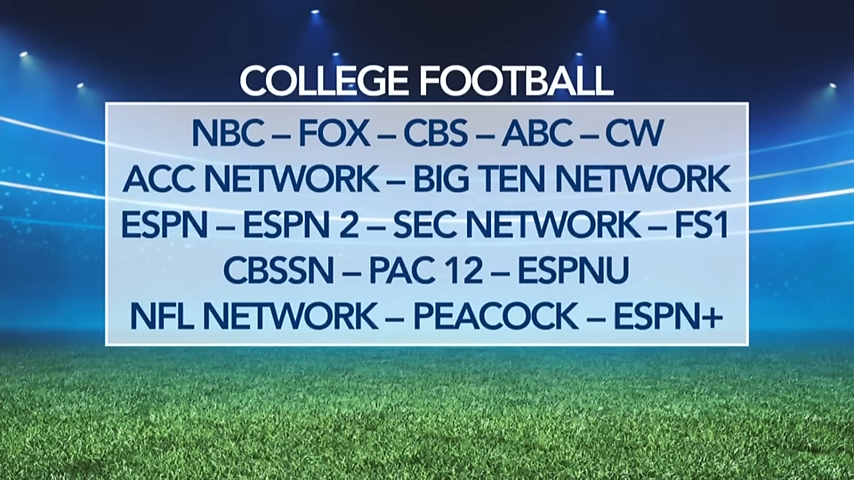 COLLEGE FOOTBALL
NBC – FOX – CBS – ABC – CW
ACC NETWORK – BIG TEN NETWORK
ESPN – ESPN 2 – SEC NETWORK – FS1
CBSSN – PAC 12 – ESPNU
NFL NETWORK – PEACOCK – ESPN+